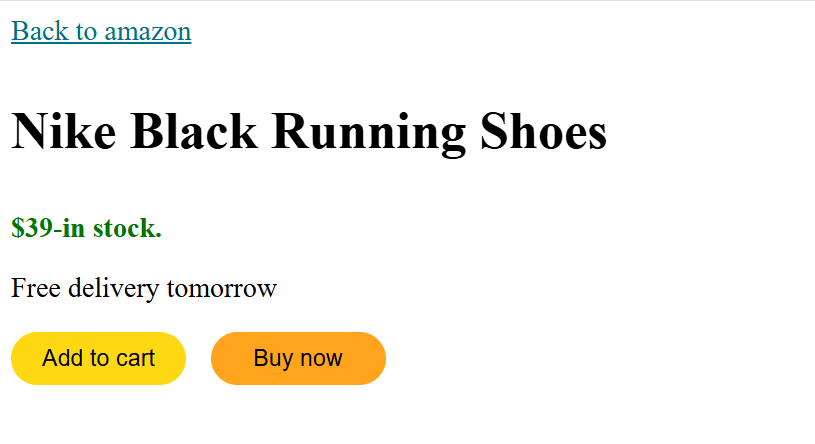 Back to amazon
Nike Black Running Shoes
$39-in stock.
Free delivery tomorrow
Add to cart Buy now